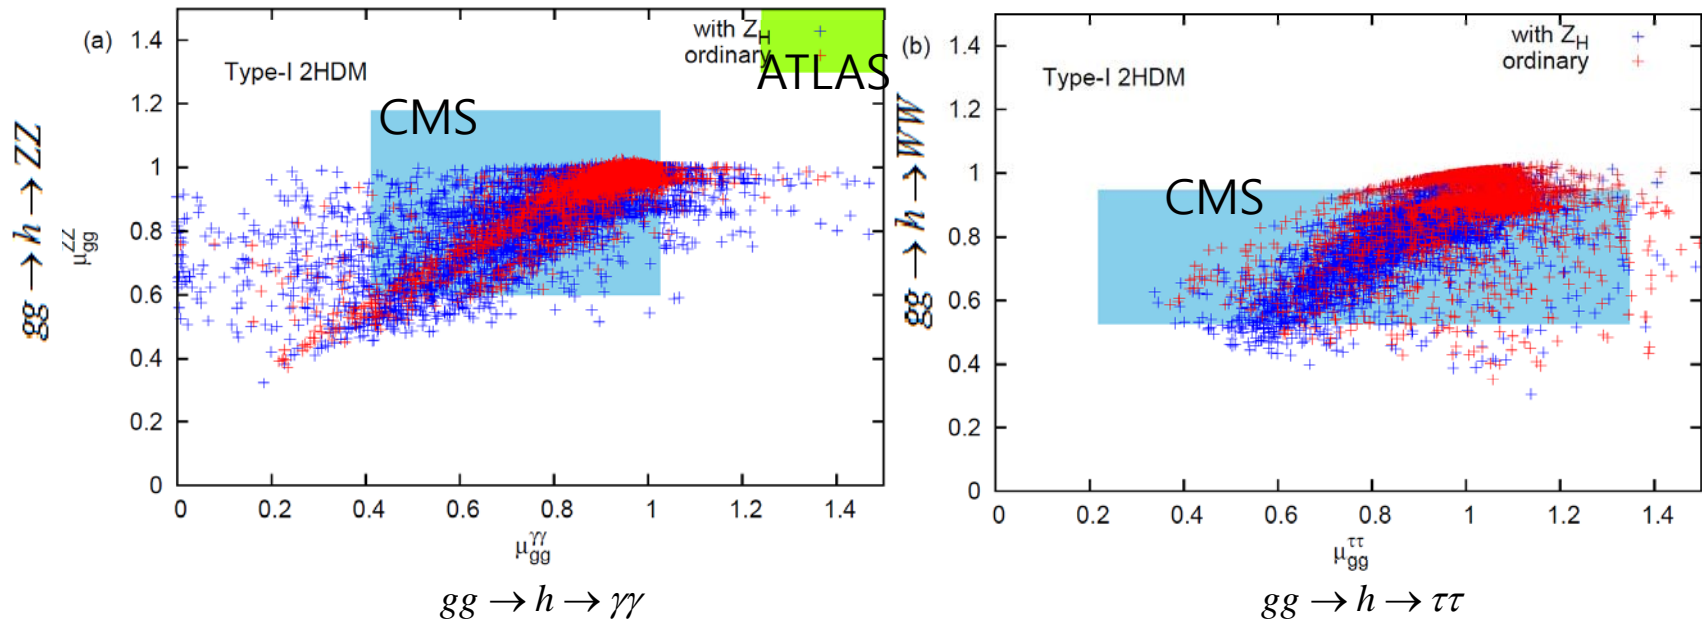 (a)
Type-I 2HDM
with Z_H
ordinary
ATLAS
CMS
gg → h → ZZ
μ_gg^ZZ
1.4
1.2
1
0.8
0.6
0.4
0.2
0
0 0.2 0.4 0.6 0.8 1 1.2 1.4
μ_gg^γγ
gg → h → γγ
(b)
Type-I 2HDM
with Z_H
ordinary
CMS
gg → h → WW
1.4
1.2
1
0.8
0.6
0.4
0.2
0
0 0.2 0.4 0.6 0.8 1 1.2 1.4
μ_gg^ττ
gg → h → ττ